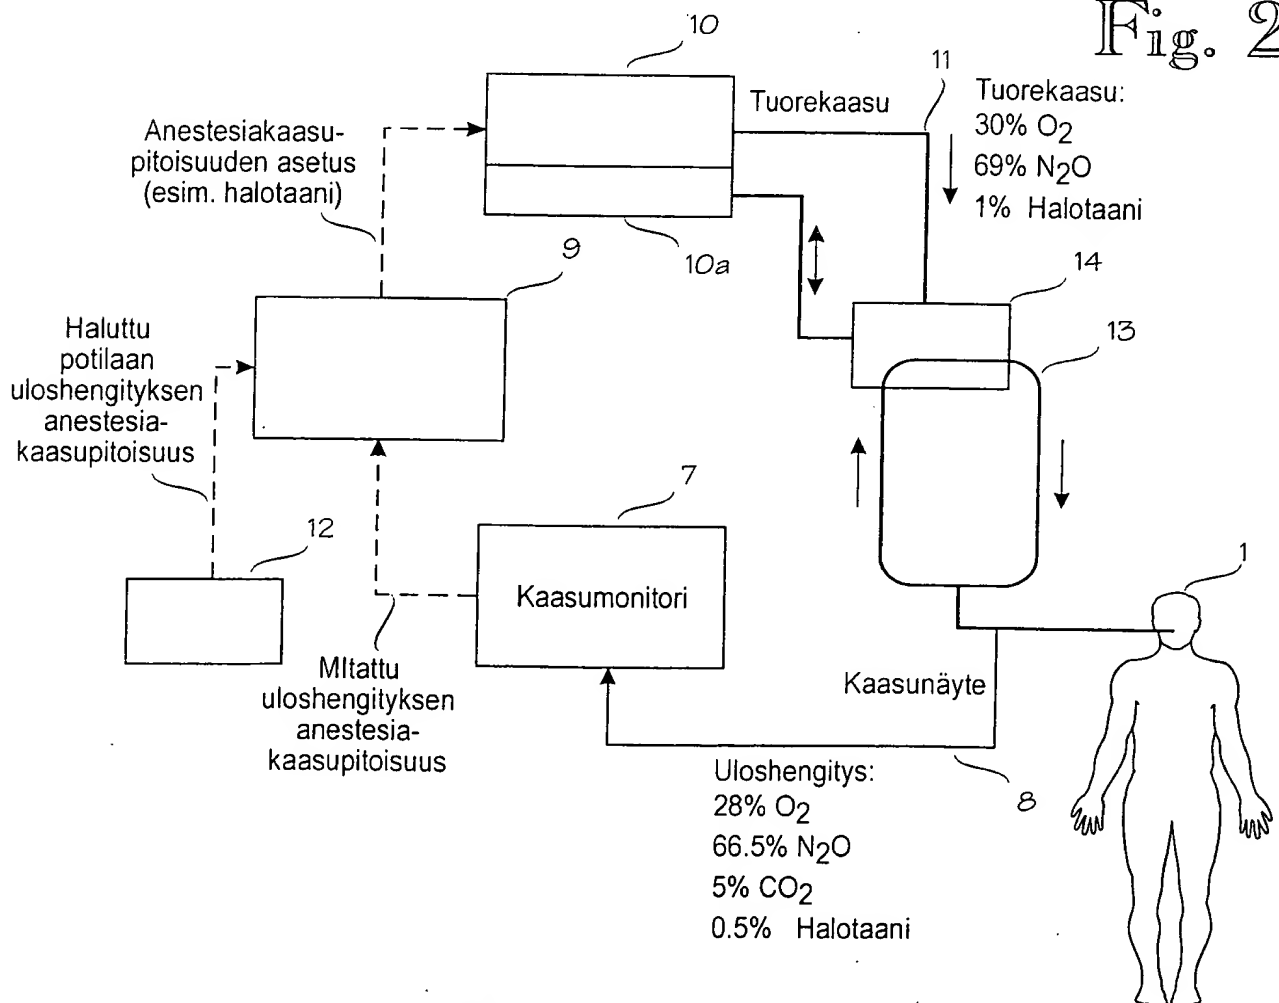 Fig. 2
10
11
Tuorekaasu
Tuorekaasu:
30% O2
69% N2O
1% Halotaani
Anestesiakaasu-
pitoisuuden asetus
(esim. halotaani)
10a
9
14
13
Haluttu
potilaan
uloshengityksen
anestesia-
kaasupitoisuus
12
7
Kaasumonitori
1
MItattu
uloshengityksen
anestesia-
kaasupitoisuus
Kaasunäyte
8
Uloshengitys:
28% O2
66.5% N2O
5% CO2
0.5% Halotaani